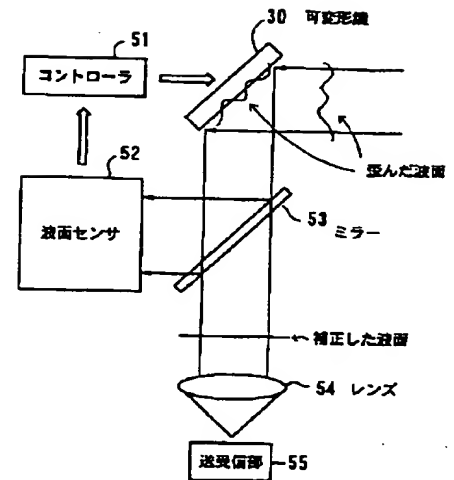 51
コントローラ
30 可変形鏡
52
波面センサ
歪んだ波面
53
ミラー
補正した波面
54 レンズ
送受信部
55